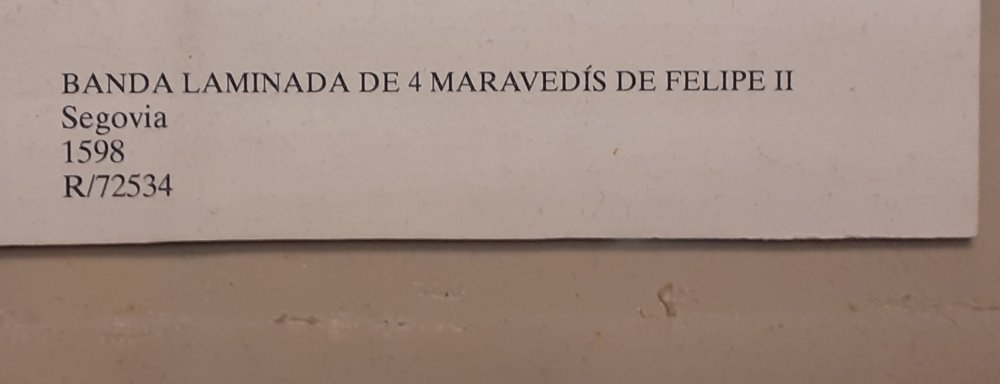 BANDA LAMINADA DE 4 MARAVEDÍS DE FELIPE II
Segovia
1598
R/72534